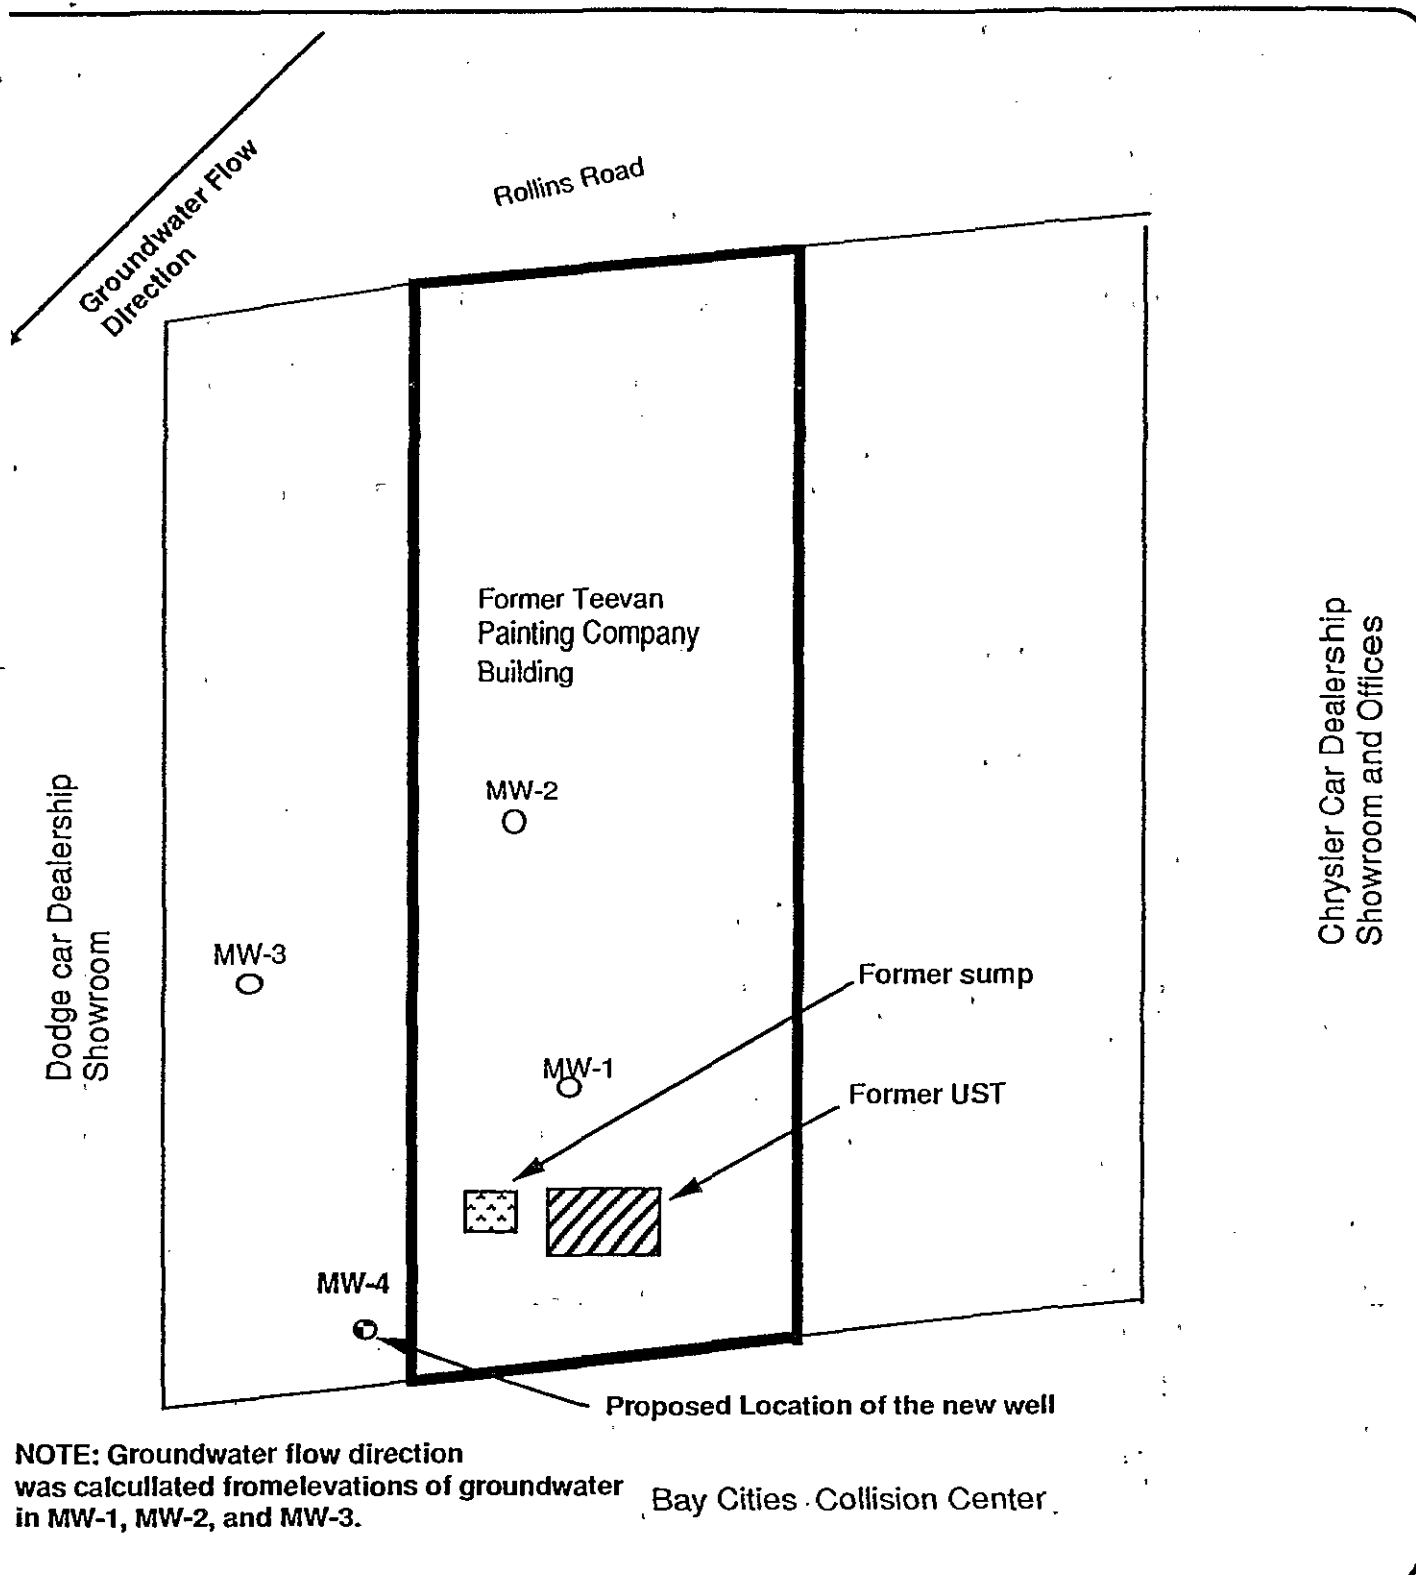 Groundwater Flow
Direction
Rollins Road
Former Teevan
Painting Company
Building
MW-2
Dodge car Dealership
Showroom
Chrysler Car Dealership
Showroom and Offices
MW-3
Former sump
MW-1
Former UST
MW-4
Proposed Location of the new well
NOTE: Groundwater flow direction
was calcullated fromelevations of groundwater
in MW-1, MW-2, and MW-3.
Bay Cities Collision Center